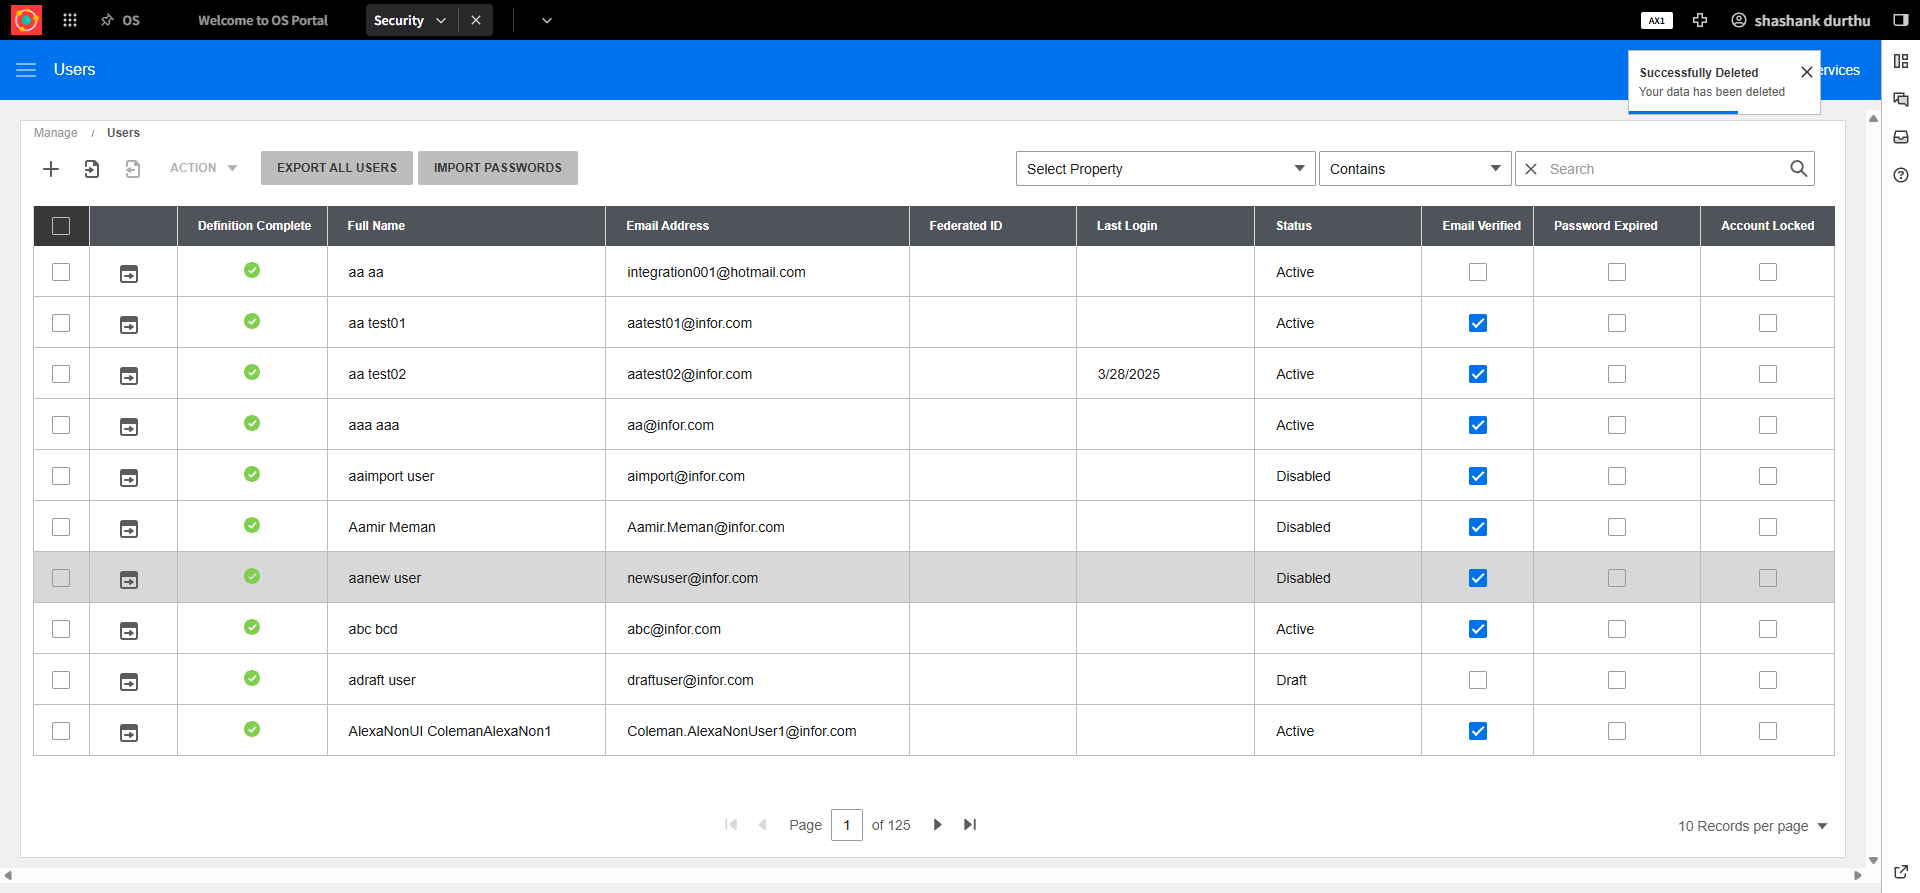 OS
Welcome to OS Portal
Security
AX1
shashank durthu
Users
ervices
Successfully Deleted
Your data has been deleted
Manage / Users
ACTION
EXPORT ALL USERS
IMPORT PASSWORDS
Select Property
Contains
Search
Definition Complete Full Name Email Address Federated ID Last Login Status Email Verified Password Expired Account Locked
aa aa integration001@hotmail.com Active
aa test01 aatest01@infor.com Active
aa test02 aatest02@infor.com 3/28/2025 Active
aaa aaa aa@infor.com Active
aaimport user aimport@infor.com Disabled
Aamir Meman Aamir.Meman@infor.com Disabled
aanew user newsuser@infor.com Disabled
abc bcd abc@infor.com Active
adraft user draftuser@infor.com Draft
AlexaNonUI ColemanAlexaNon1 Coleman.AlexaNonUser1@infor.com Active
Page 1 of 125
10 Records per page